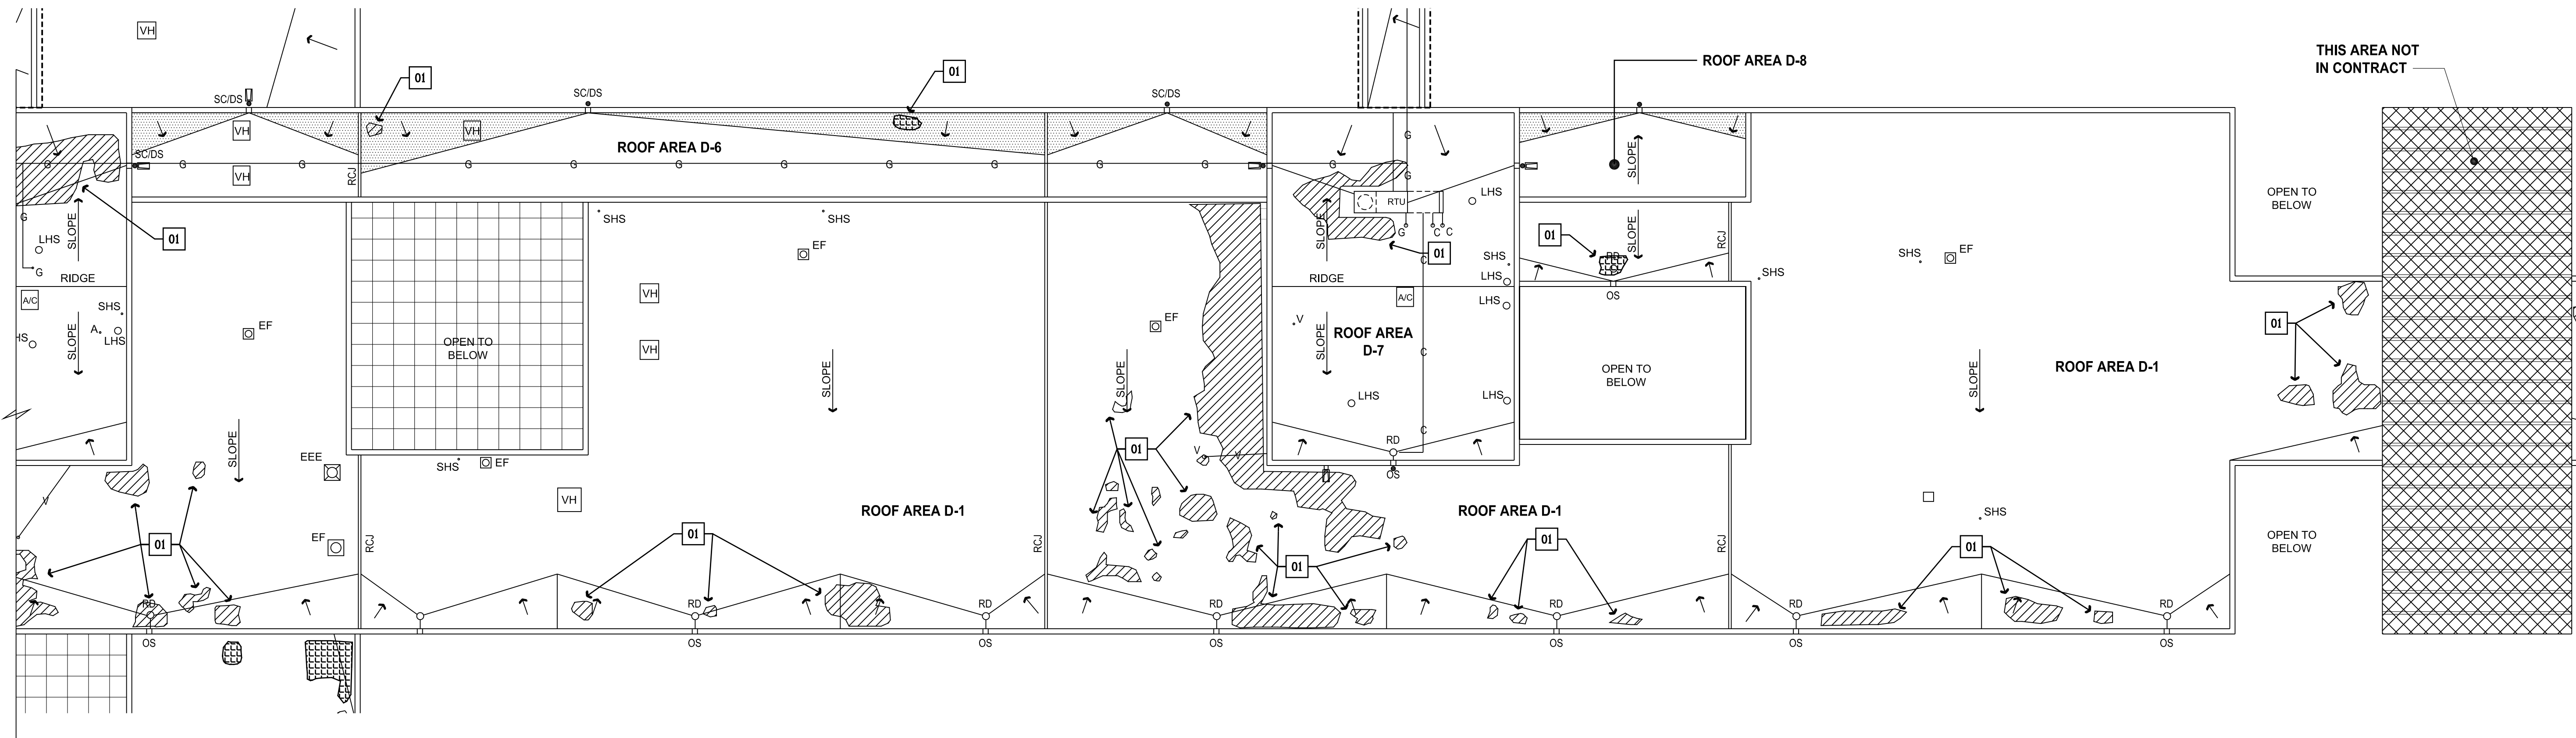 VH
01
01
ROOF AREA D-8
THIS AREA NOT
IN CONTRACT
SC/DS
SC/DS
SC/DS
VH
VH
ROOF AREA D-6
SC/DS
G
G
G
G
G
G
G
G
G
G
G
G
G
G
VH
RCJ
SLOPE
RTU
LHS
OPEN TO
BELOW
G
SLOPE
LHS
G
01
SHS
SHS
SLOPE
G
C
C
01
SLOPE
RCJ
EF
01
C
SHS
RD
EF
SHS
RIDGE
RIDGE
LHS
A/C
SHS
A
LHS
HS
SLOPE
EF
VH
VH
OPEN TO
BELOW
EF
A/C
LHS
OS
V
SLOPE
ROOF AREA
D-7
C
01
OPEN TO
BELOW
ROOF AREA D-1
SLOPE
SLOPE
SLOPE
LHS
LHS
SLOPE
C
RD
OS
SLOPE
EEE
SHS
EF
01
V
V
V
VH
ROOF AREA D-1
ROOF AREA D-1
SHS
EF
RCJ
01
01
RCJ
01
01
RCJ
01
OPEN TO
BELOW
RD
RD
RD
RD
RD
RD
RD
OS
OS
OS
OS
OS
OS
OS